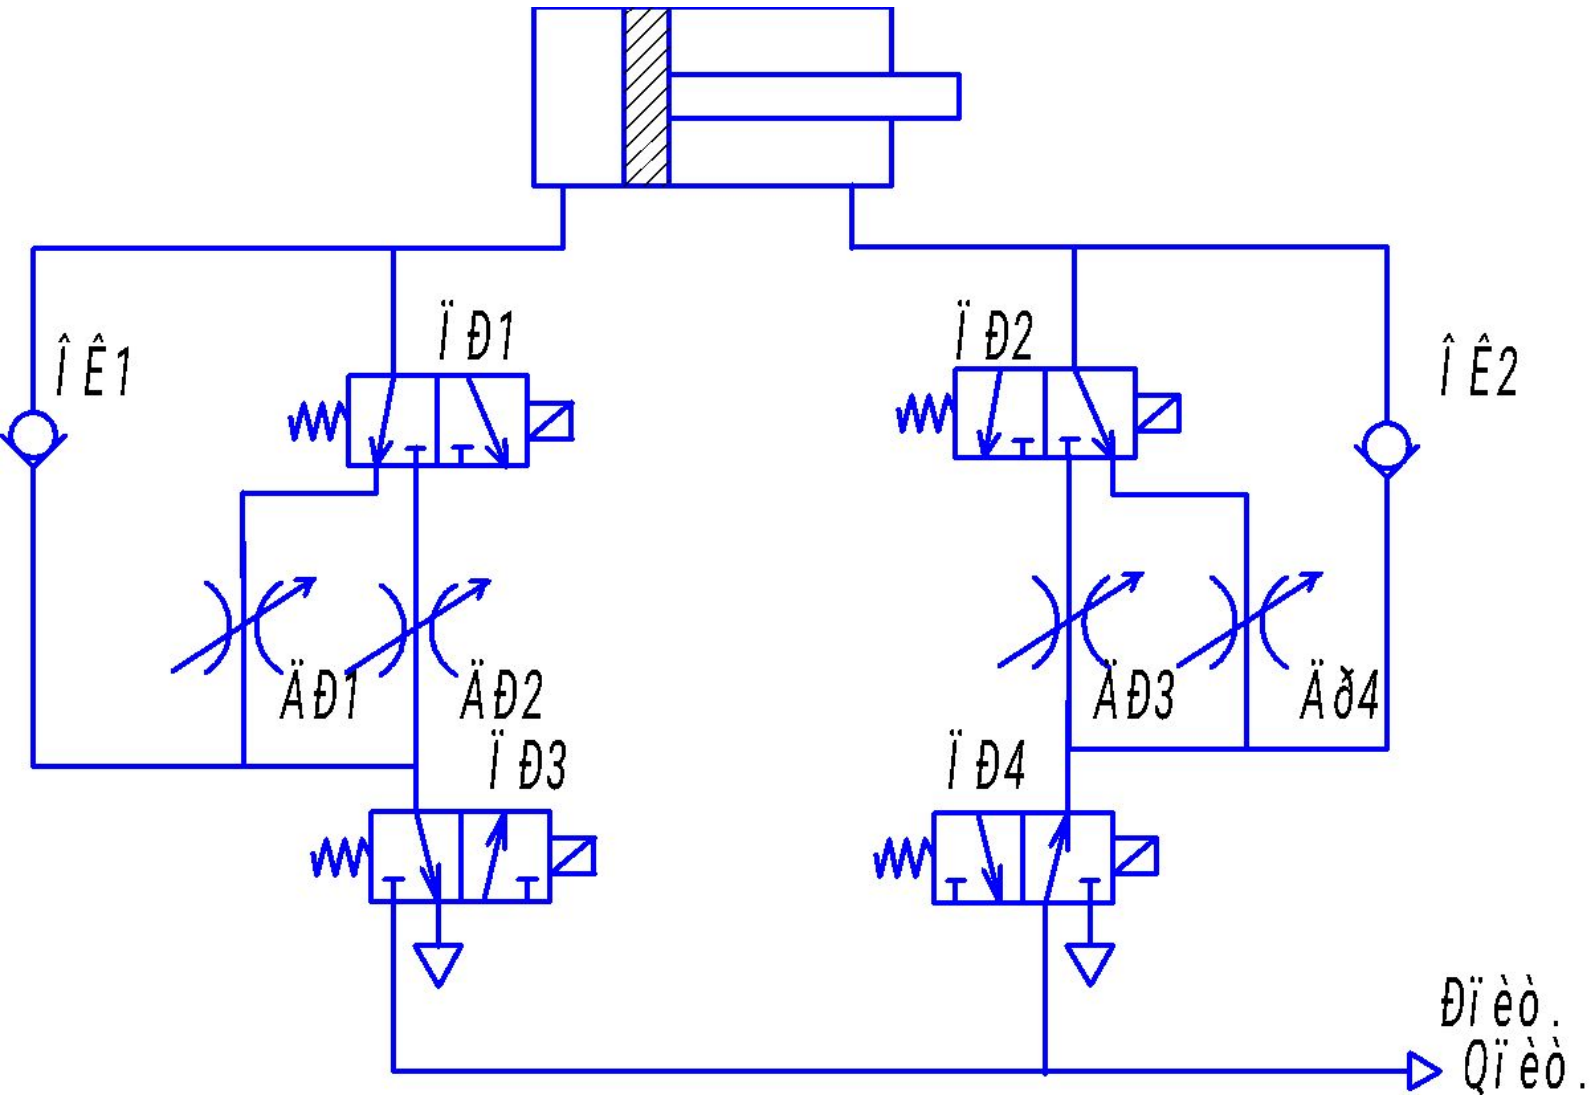 Ï Ð1
Ï Ð2
Î Ê1
Î Ê2
ÄÐ1
ÄÐ2
ÄÐ3
Äð4
Ï Ð3
Ï Ð4
Ðï èò.
Qï èò.